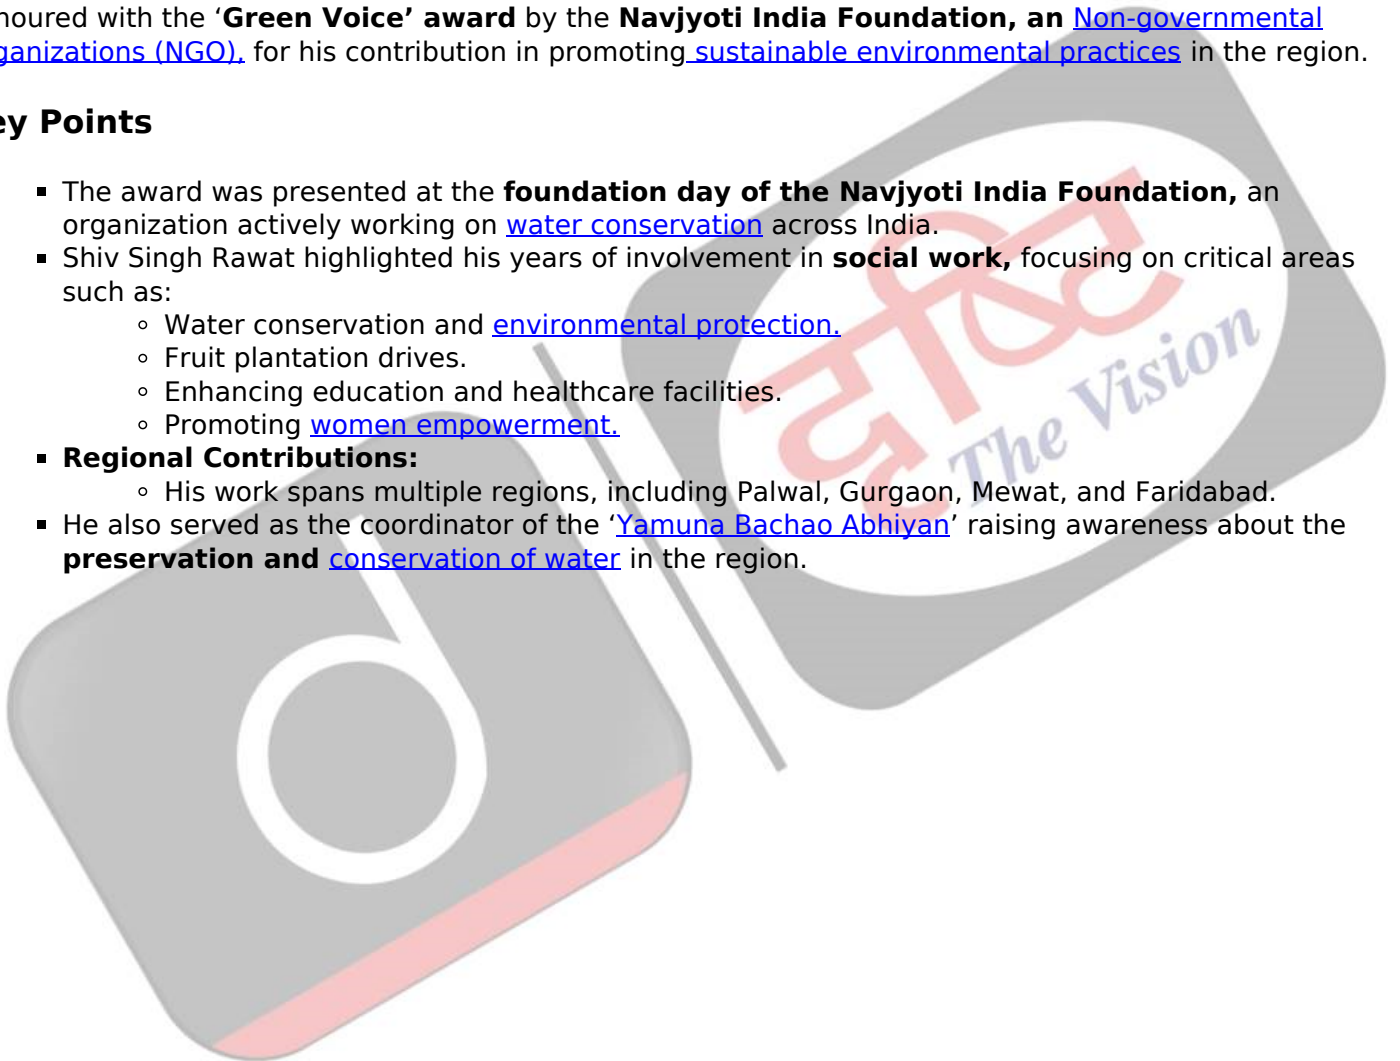 noured with the ‘Green Voice’ award by the Navjyoti India Foundation, an Non-governmental
ganizations (NGO), for his contribution in promoting sustainable environmental practices in the region.
ey Points
▪ The award was presented at the foundation day of the Navjyoti India Foundation, an
organization actively working on water conservation across India.
▪ Shiv Singh Rawat highlighted his years of involvement in social work, focusing on critical areas
such as:
◦ Water conservation and environmental protection.
◦ Fruit plantation drives.
◦ Enhancing education and healthcare facilities.
◦ Promoting women empowerment.
▪ Regional Contributions:
◦ His work spans multiple regions, including Palwal, Gurgaon, Mewat, and Faridabad.
▪ He also served as the coordinator of the ‘Yamuna Bachao Abhiyan’ raising awareness about the
preservation and conservation of water in the region.
दृष्टि
The Vision
d